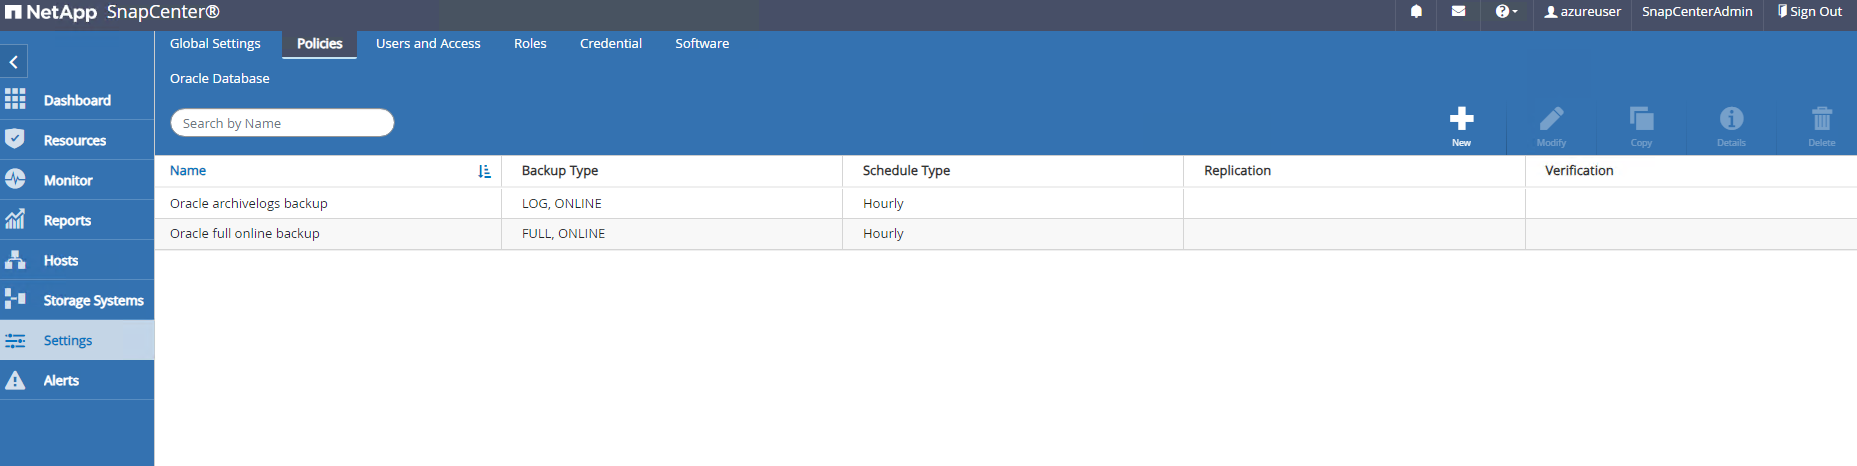 NetApp SnapCenter® azureuser SnapCenterAdmin Sign Out
Global Settings Policies Users and Access Roles Credential Software
Oracle Database
Search by Name
New Modify Copy Details Delete
Dashboard
Resources
Monitor
Reports
Hosts
Storage Systems
Settings
Alerts
Name Backup Type Schedule Type Replication Verification
Oracle archivelogs backup LOG, ONLINE Hourly
Oracle full online backup FULL, ONLINE Hourly